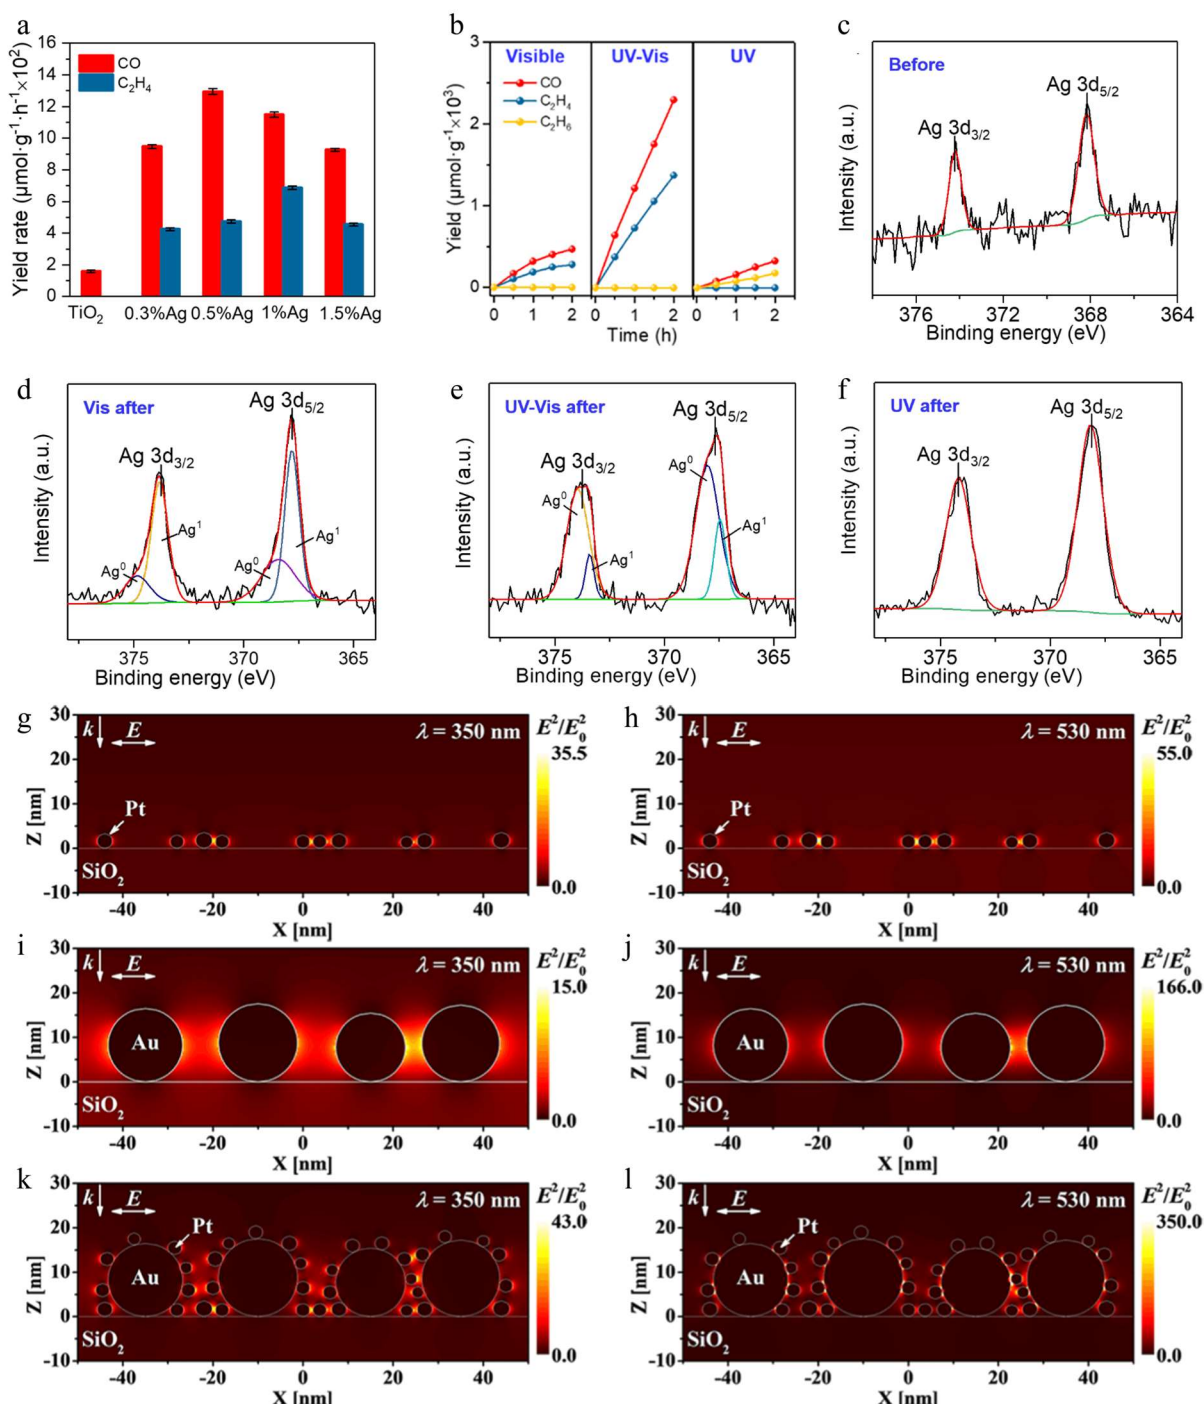 a
Yield rate (μmol·g⁻¹·h⁻¹×10²)
16
14
12
10
8
6
4
2
0
CO
C₂H₄
TiO₂ 0.3%Ag 0.5%Ag 1%Ag 1.5%Ag
b
Yield (μmol·g⁻¹×10³)
3
2
1
0
Visible UV-Vis UV
CO
C₂H₄
C₂H₆
0 1 2 0 1 2 0 1 2
Time (h)
c
Before
Intensity (a.u.)
Ag 3d₃/₂
Ag 3d₅/₂
376 372 368 364
Binding energy (eV)
d
Vis after
Intensity (a.u.)
Ag 3d₃/₂
Ag 3d₅/₂
Ag⁰
Ag¹
Ag⁰
Ag¹
375 370 365
Binding energy (eV)
e
UV-Vis after
Intensity (a.u.)
Ag 3d₃/₂
Ag 3d₅/₂
Ag⁰
Ag¹
Ag⁰
Ag¹
375 370 365
Binding energy (eV)
f
UV after
Intensity (a.u.)
Ag 3d₃/₂
Ag 3d₅/₂
375 370 365
Binding energy (eV)
g
k E λ = 350 nm
E²/E₀²
35.5
0.0
Pt
SiO₂
Z [nm]
30
20
10
0
-10
-40 -20 0 20 40
X [nm]
h
k E λ = 530 nm
E²/E₀²
55.0
0.0
Pt
SiO₂
Z [nm]
30
20
10
0
-10
-40 -20 0 20 40
X [nm]
i
k E λ = 350 nm
E²/E₀²
15.0
0.0
Au
SiO₂
Z [nm]
30
20
10
0
-10
-40 -20 0 20 40
X [nm]
j
k E λ = 530 nm
E²/E₀²
166.0
0.0
Au
SiO₂
Z [nm]
30
20
10
0
-10
-40 -20 0 20 40
X [nm]
k
k E λ = 350 nm
E²/E₀²
43.0
0.0
Pt
Au
SiO₂
Z [nm]
30
20
10
0
-10
-40 -20 0 20 40
X [nm]
l
k E λ = 530 nm
E²/E₀²
350.0
0.0
Pt
Au
SiO₂
Z [nm]
30
20
10
0
-10
-40 -20 0 20 40
X [nm]